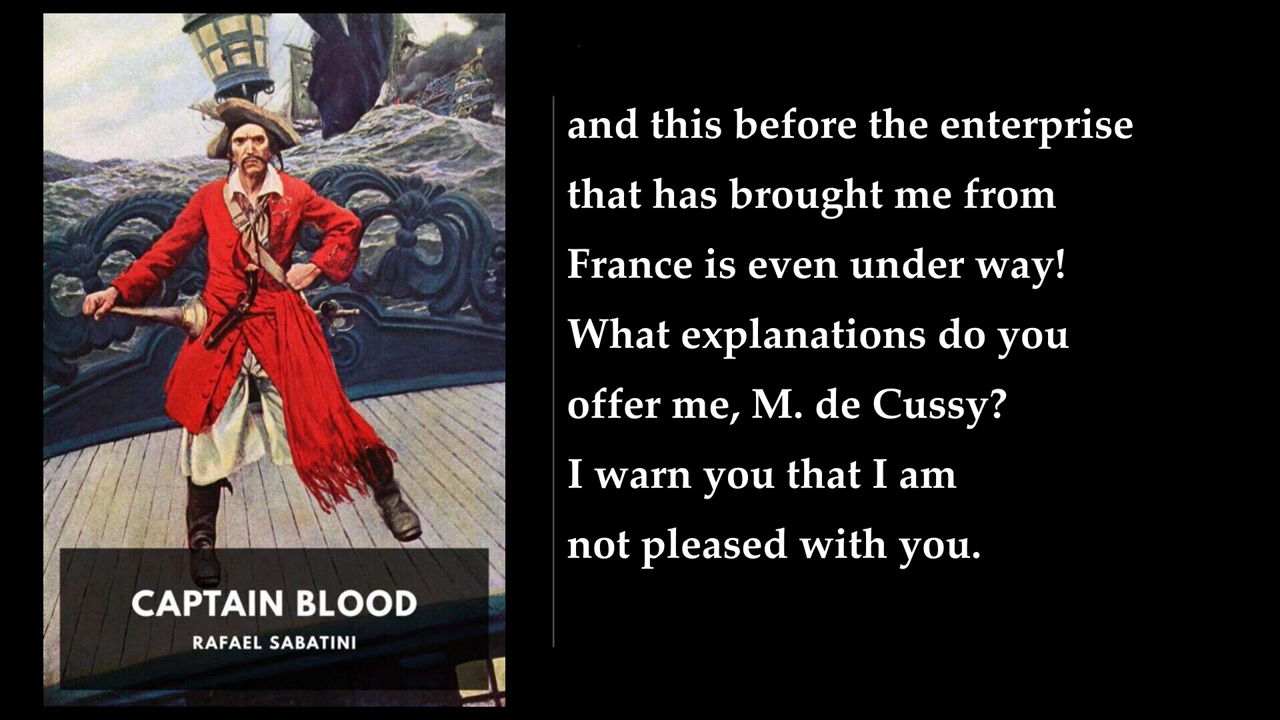 CAPTAIN BLOOD
RAFAEL SABATINI
and this before the enterprise
that has brought me from
France is even under way!
What explanations do you
offer me, M. de Cussy?
I warn you that I am
not pleased with you.